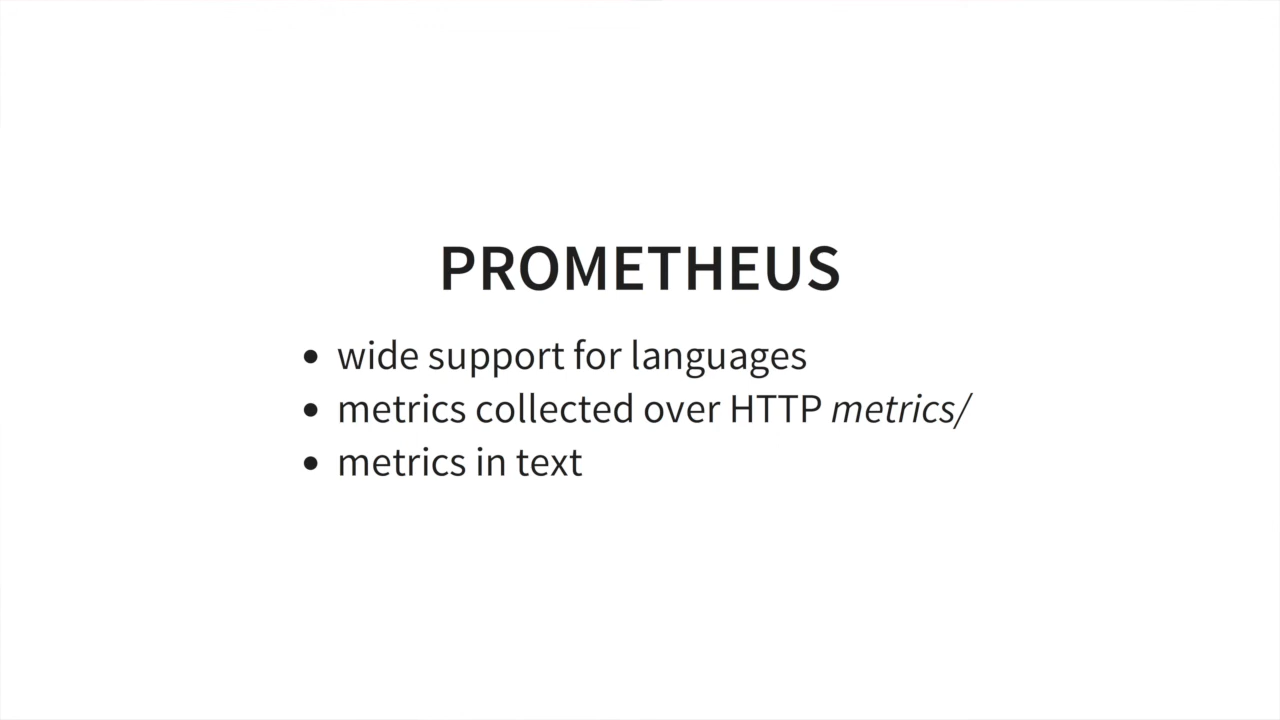 PROMETHEUS
• wide support for languages
• metrics collected over HTTP metrics/
• metrics in text